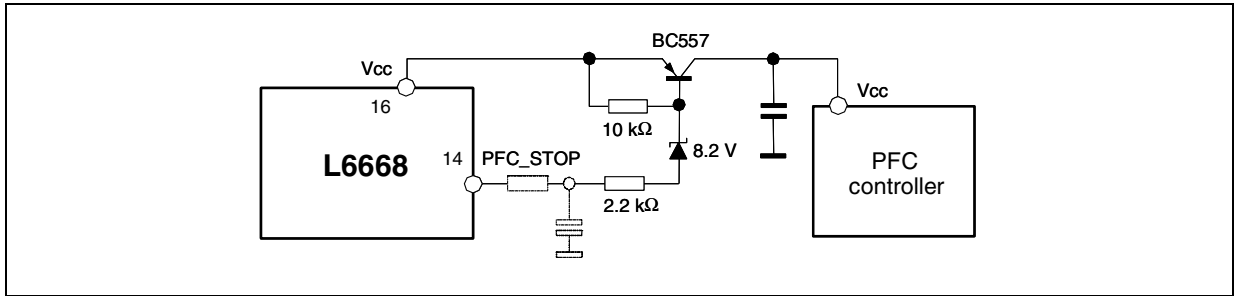 BC557
Vcc
16
10 kΩ
Vcc
8.2 V
14
PFC_STOP
L6668
2.2 kΩ
PFC
controller